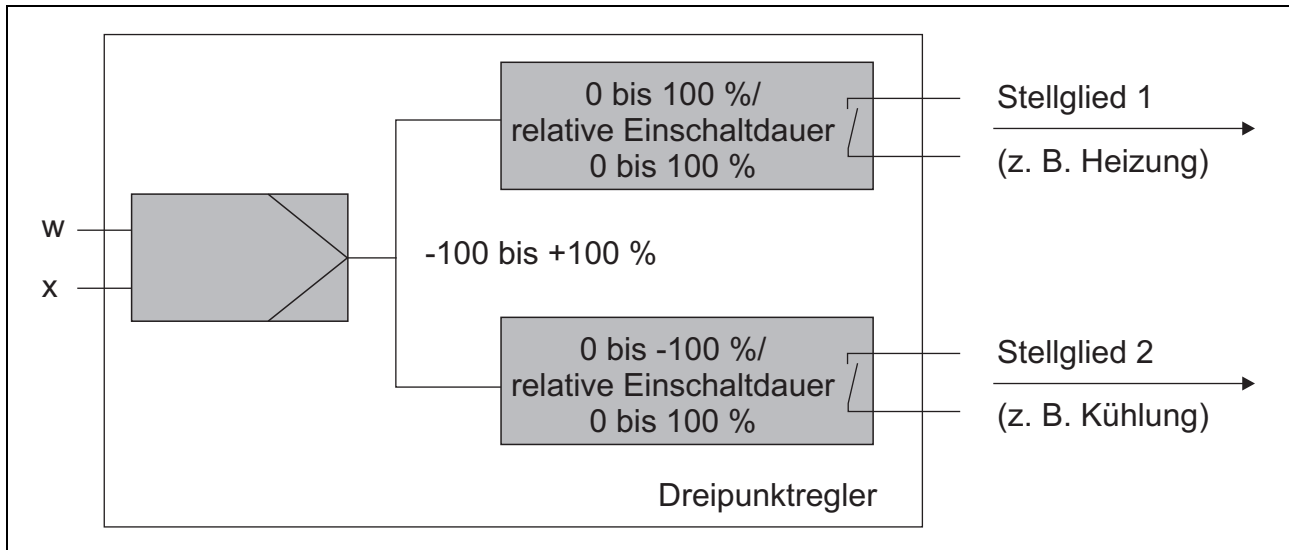 0 bis 100 %/
relative Einschaltdauer
0 bis 100 %
Stellglied 1
(z. B. Heizung)
w
x
-100 bis +100 %
0 bis -100 %/
relative Einschaltdauer
0 bis 100 %
Stellglied 2
(z. B. Kühlung)
Dreipunktregler